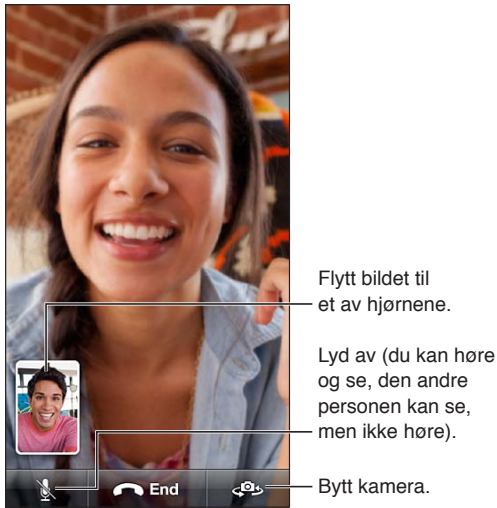 Flytt bildet til
et av hjørnene.
Lyd av (du kan høre
og se, den andre
personen kan se,
men ikke høre).
End
Bytt kamera.